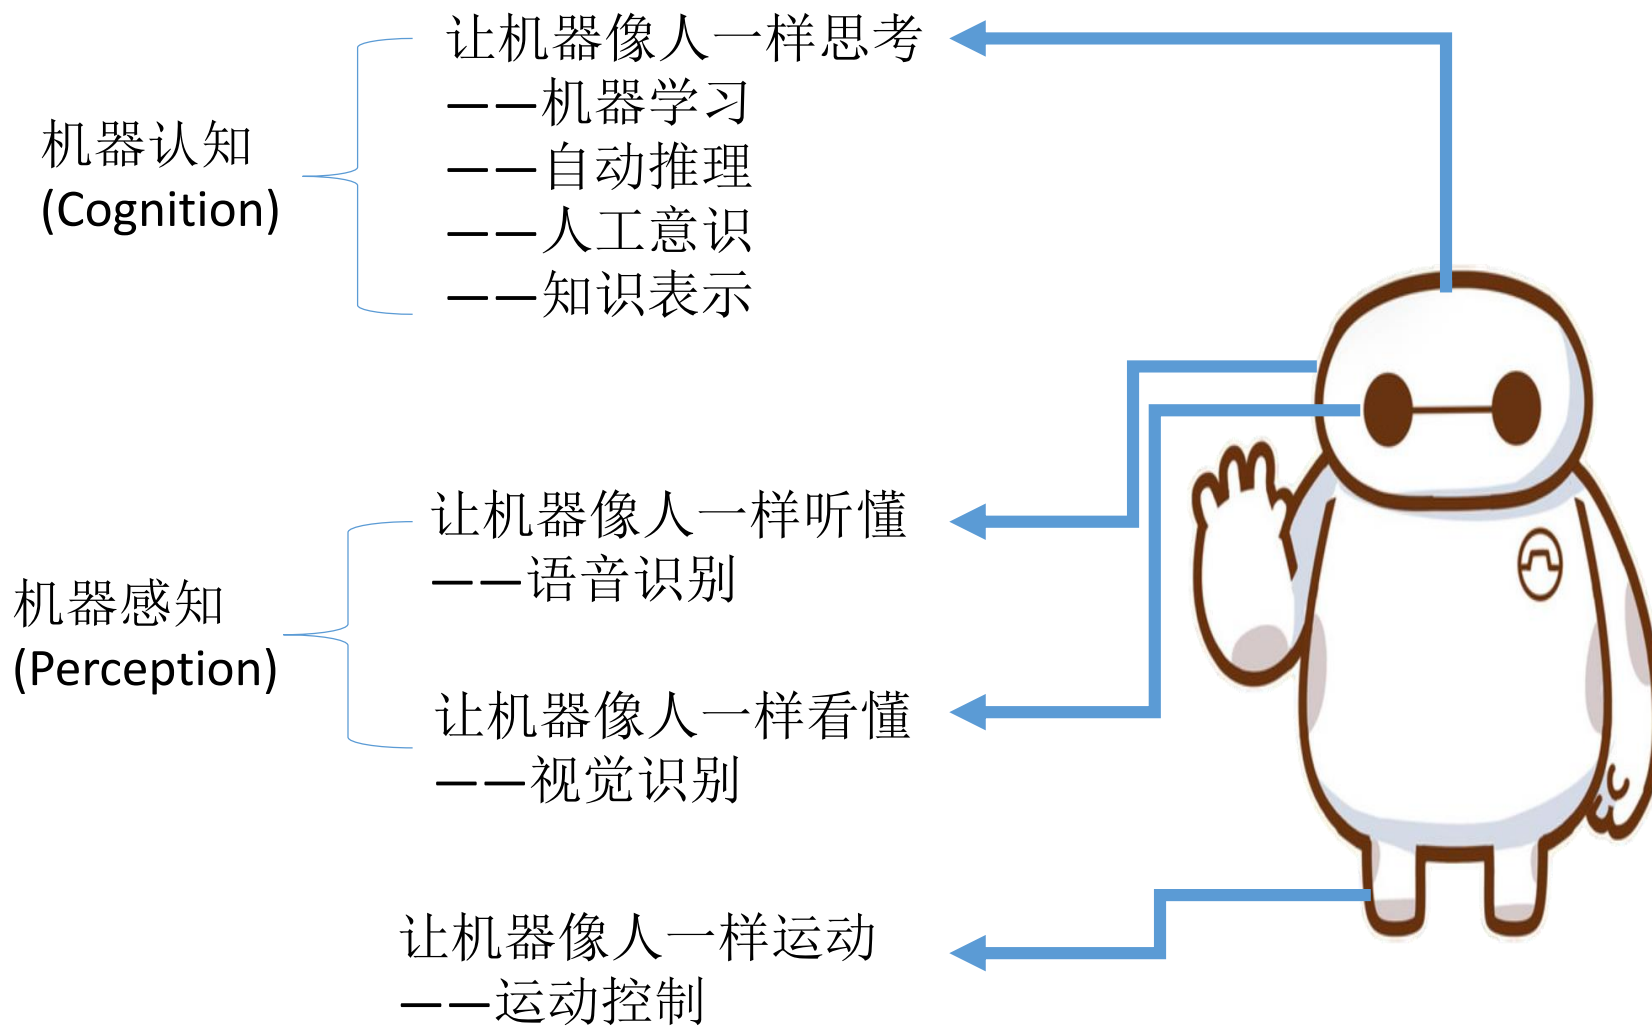 机器认知
(Cognition)
让机器像人一样思考
——机器学习
——自动推理
——人工意识
——知识表示
机器感知
(Perception)
让机器像人一样听懂
——语音识别
让机器像人一样看懂
——视觉识别
让机器像人一样运动
——运动控制